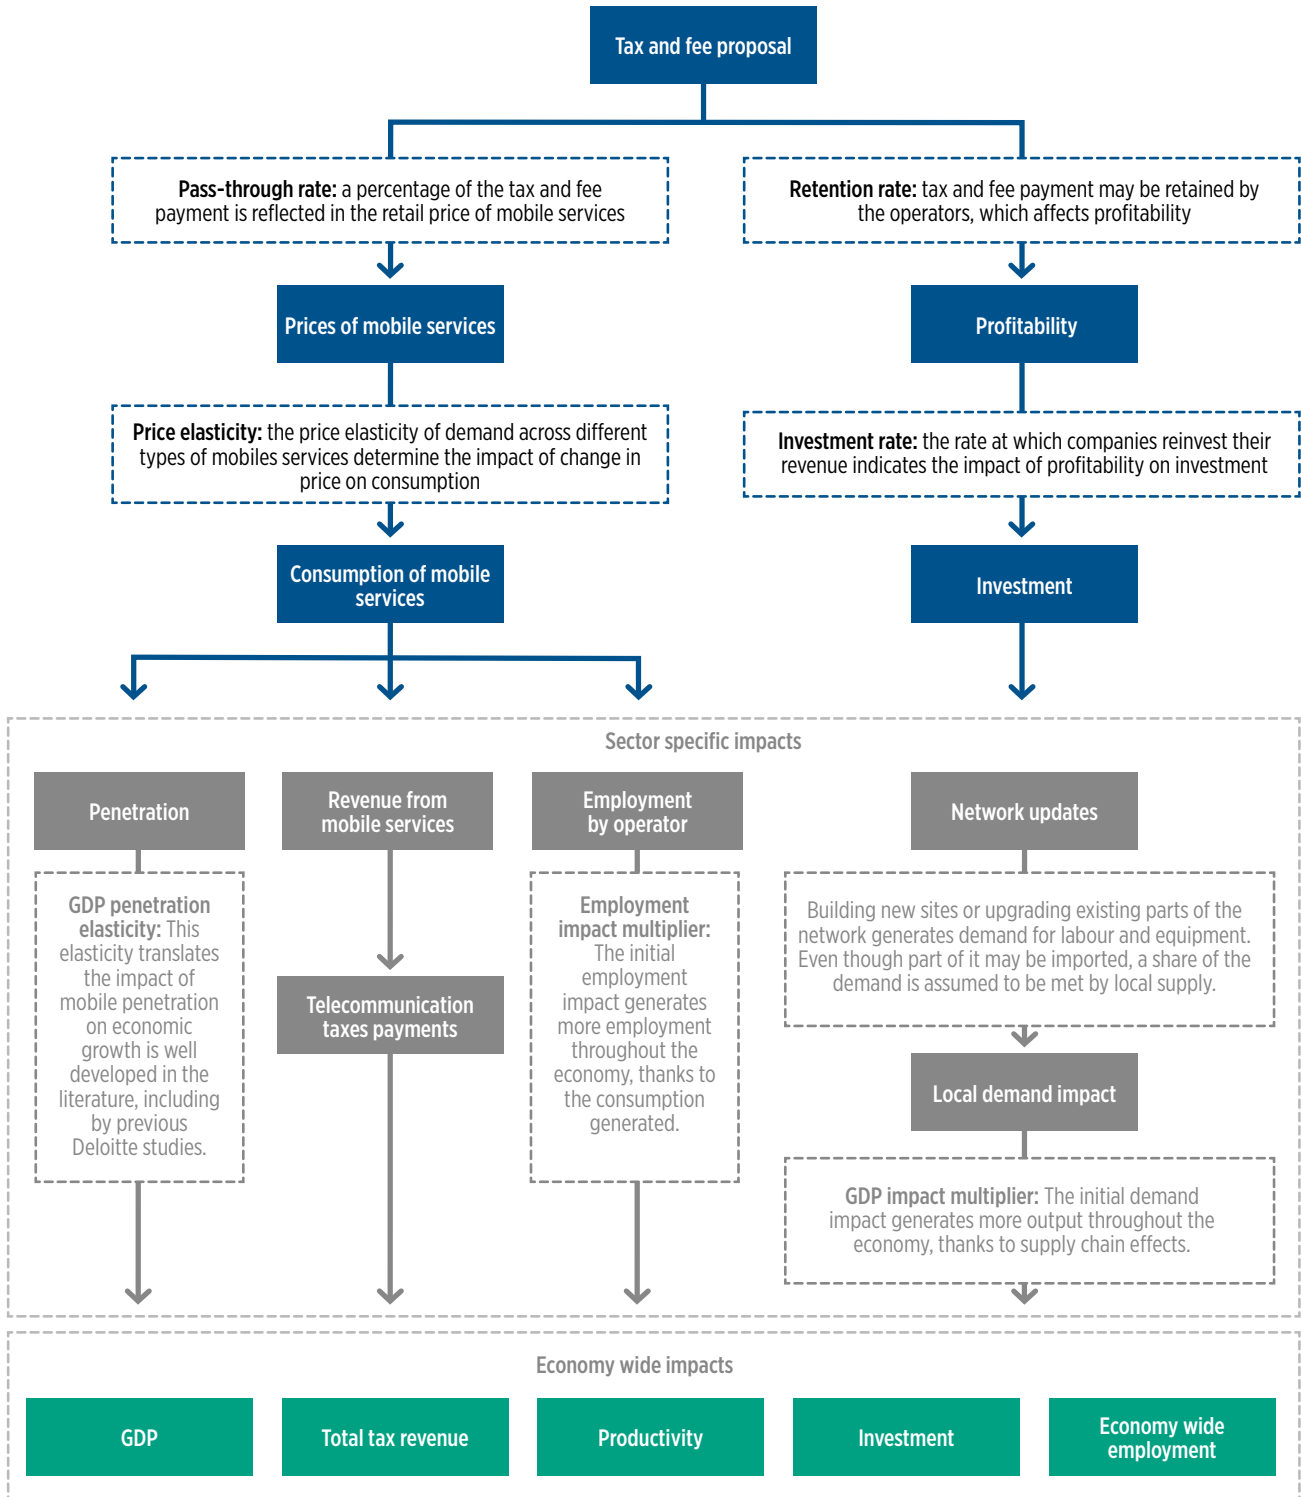 Tax and fee proposal
Pass-through rate: a percentage of the tax and fee
payment is reflected in the retail price of mobile services
Retention rate: tax and fee payment may be retained by
the operators, which affects profitability
Prices of mobile services
Profitability
Price elasticity: the price elasticity of demand across different
types of mobiles services determine the impact of change in
price on consumption
Investment rate: the rate at which companies reinvest their
revenue indicates the impact of profitability on investment
Consumption of mobile
services
Investment
Sector specific impacts
Penetration
Revenue from
mobile services
Employment
by operator
Network updates
GDP penetration
elasticity: This
elasticity translates
the impact of
mobile penetration
on economic
growth is well
developed in the
literature, including
by previous
Deloitte studies.
Telecommunication
taxes payments
Employment
impact multiplier:
The initial
employment
impact generates
more employment
throughout the
economy, thanks to
the consumption
generated.
Building new sites or upgrading existing parts of the
network generates demand for labour and equipment.
Even though part of it may be imported, a share of the
demand is assumed to be met by local supply.
Local demand impact
GDP impact multiplier: The initial demand
impact generates more output throughout the
economy, thanks to supply chain effects.
Economy wide impacts
GDP
Total tax revenue
Productivity
Investment
Economy wide
employment